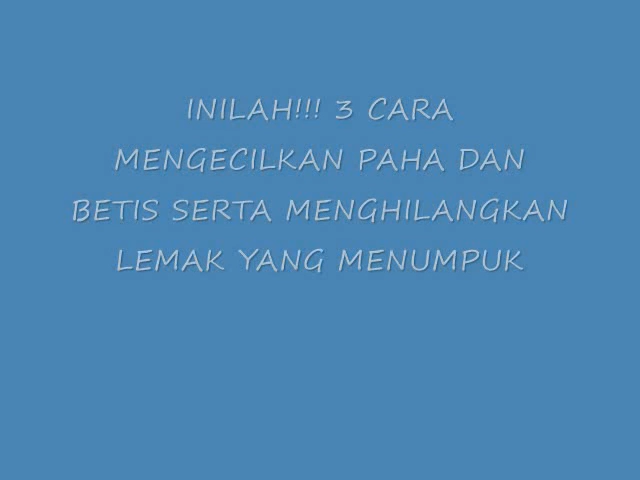 INILAH!!! 3 CARA
MENGECILKAN PAHA DAN
BETIS SERTA MENGHILANGKAN
LEMAK YANG MENUMPUK